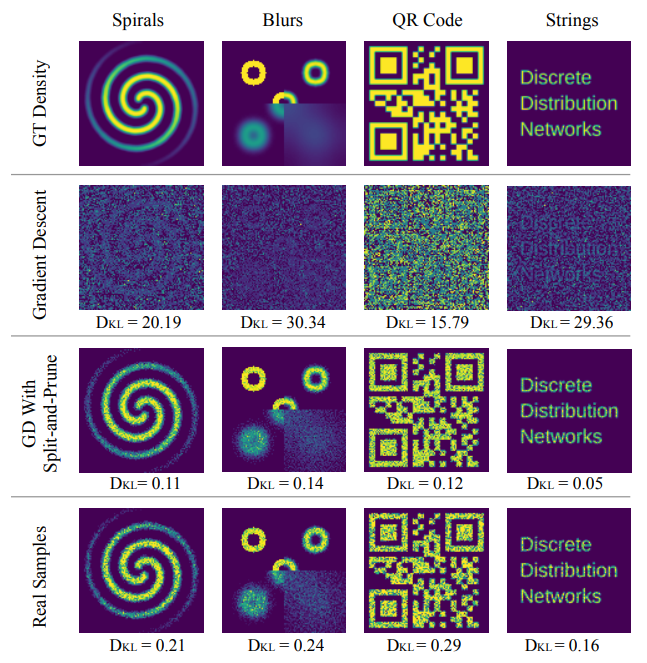 Spirals Blurs QR Code Strings
GT Density
Discrete
Distribution
Networks
Gradient Descent
Discrete
Distribution
Networks
DKL = 20.19 DKL = 30.34 DKL = 15.79 DKL = 29.36
GD With
Split-and-Prune
Discrete
Distribution
Networks
DKL= 0.11 DKL = 0.14 DKL = 0.12 DKL = 0.05
Real Samples
Discrete
Distribution
Networks
DKL = 0.21 DKL = 0.24 DKL = 0.29 DKL = 0.16